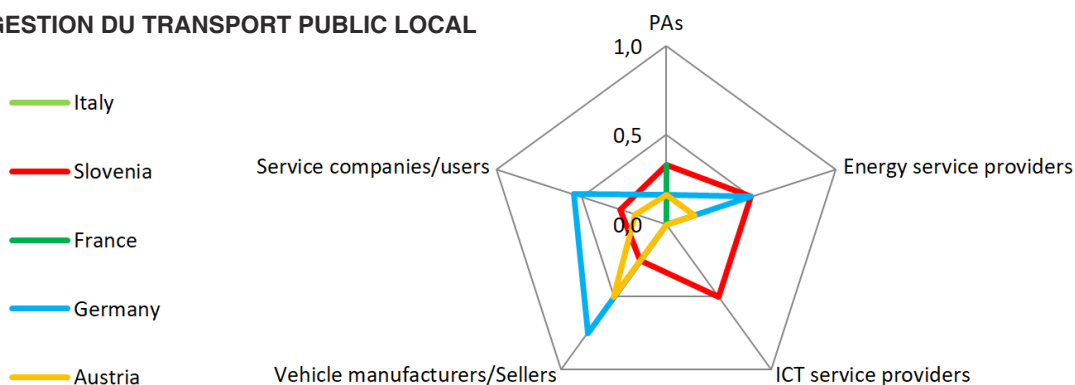 GESTION DU TRANSPORT PUBLIC LOCAL
PAs
1,0
Italy
0,5
Slovenia
Service companies/users
Energy service providers
0,0
France
Germany
Austria
Vehicle manufacturers/Sellers
ICT service providers